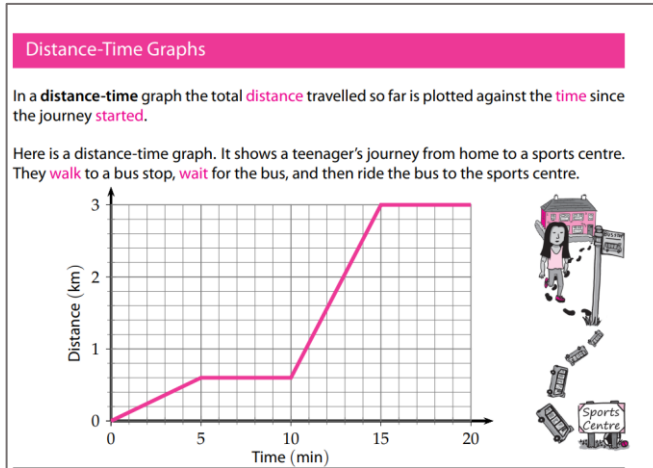 Distance-Time Graphs
In a distance-time graph the total distance travelled so far is plotted against the time since
the journey started.
Here is a distance-time graph. It shows a teenager's journey from home to a sports centre.
They walk to a bus stop, wait for the bus, and then ride the bus to the sports centre.
3
2
1
0
Distance (km)
0 5 10 15 20
Time (min)
BUS STOP
Sports
Centre